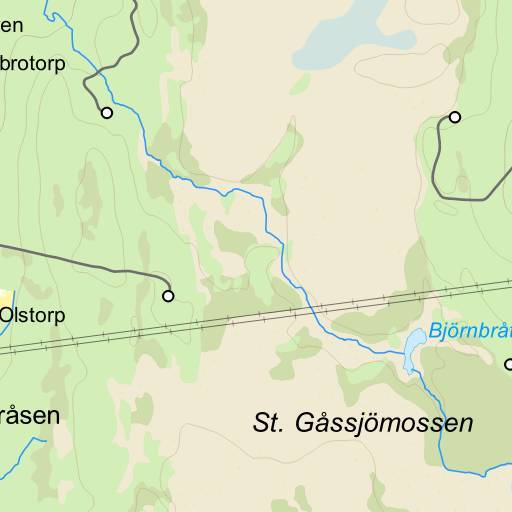 en
brotorp
Olstorp
Björnbråt
råsen
St. Gåssjömossen